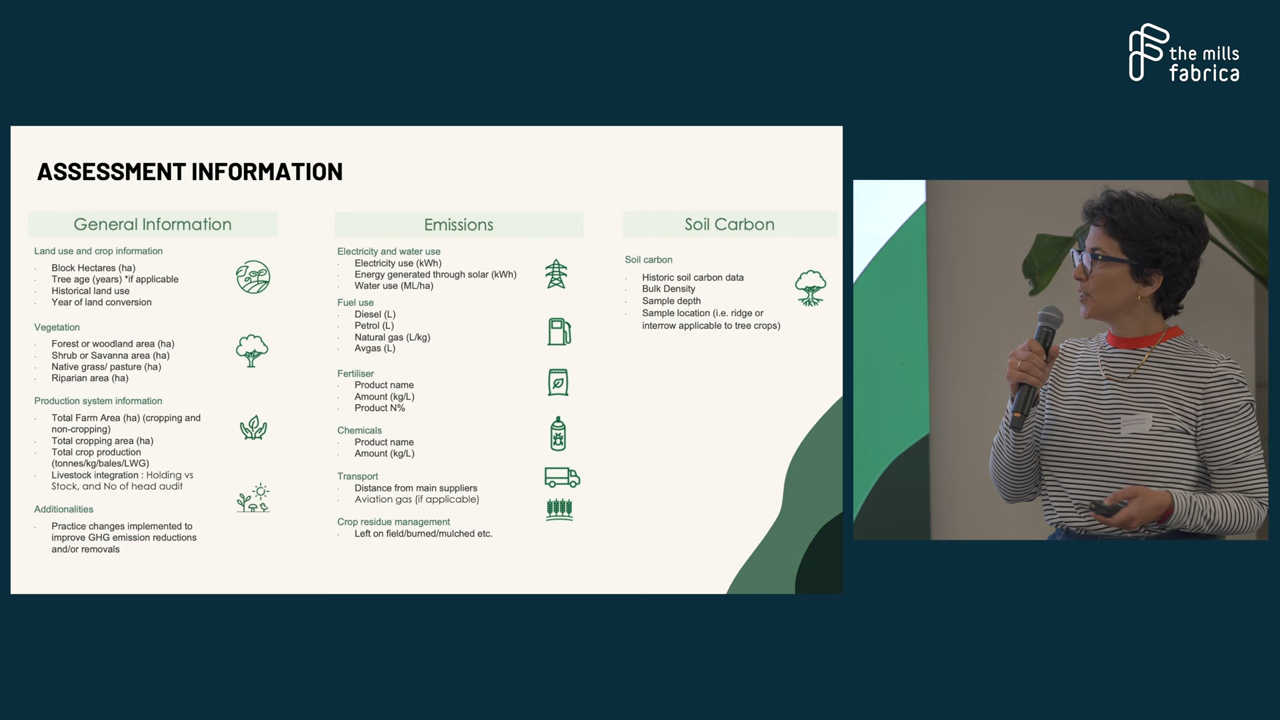 the mills
fabrica
ASSESSMENT INFORMATION
General Information
Land use and crop information
Block Hectares (ha)
Tree age (years) *if applicable
Historical land use
Year of land conversion
Vegetation
Forest or woodland area (ha)
Shrub or Savanna area (ha)
Native grass/ pasture (ha)
Riparian area (ha)
Production system information
Total Farm Area (ha) (cropping and
non-cropping)
Total cropping area (ha)
Total crop production
(tonnes/kg/bales/LWG)
Livestock integration : Holding vs
Stock, and No of head audit
Additionalities
Practice changes implemented to
improve GHG emission reductions
and/or removals
Emissions
Electricity and water use
Electricity use (kWh)
Energy generated through solar (kWh)
Water use (ML/ha)
Fuel use
Diesel (L)
Petrol (L)
Natural gas (L/kg)
Avgas (L)
Fertiliser
Product name
Amount (kg/L)
Product N%
Chemicals
Product name
Amount (kg/L)
Transport
Distance from main suppliers
Aviation gas (if applicable)
Crop residue management
Left on field/burned/mulched etc.
Soil Carbon
Soil carbon
Historic soil carbon data
Bulk Density
Sample depth
Sample location (i.e. ridge or
interrow applicable to tree crops)